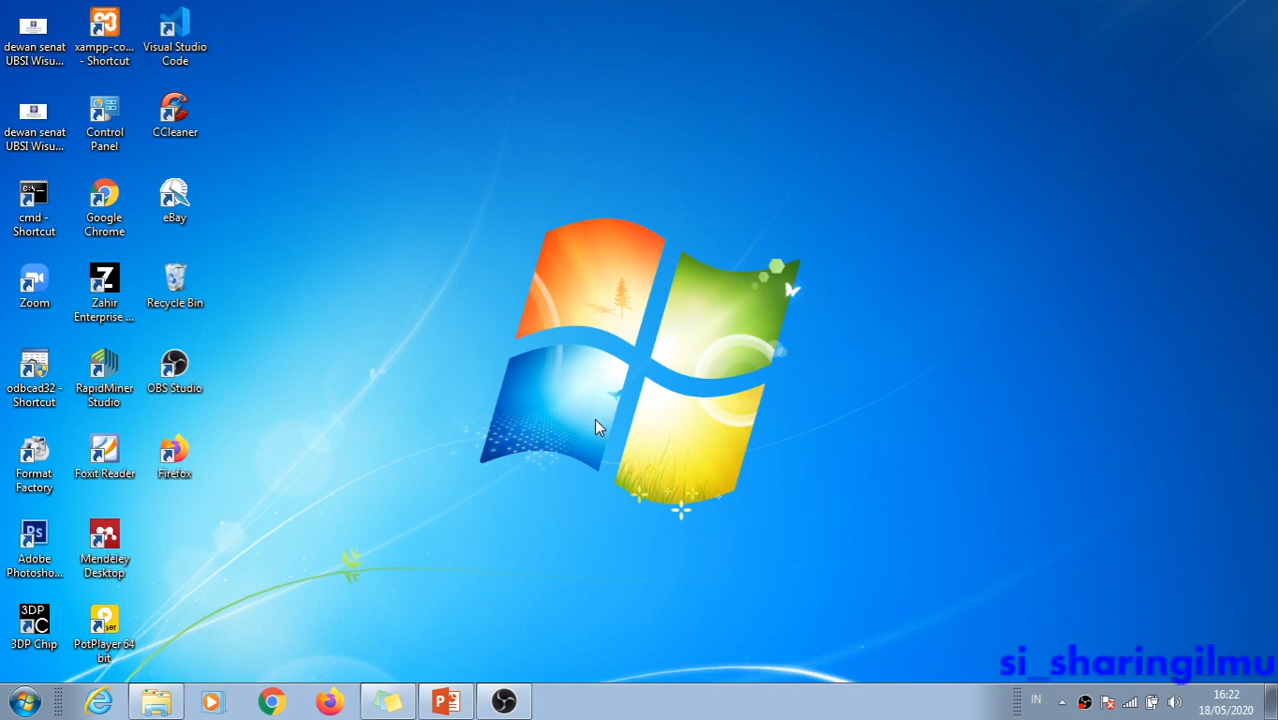 dewan senat
UBSI Wisu...
xampp-co...
- Shortcut
Visual Studio
Code
dewan senat
UBSI Wisu...
Control
Panel
CCleaner
cmd -
Shortcut
Google
Chrome
eBay
Zoom
Zahir
Enterprise ...
Recycle Bin
odbcad32 -
Shortcut
RapidMiner
Studio
OBS Studio
Format
Factory
Foxit Reader
Firefox
Adobe
Photosho...
Mendeley
Desktop
3DP Chip
PotPlayer 64
bit
si_sharingilmu
IN
16:22
18/05/2020